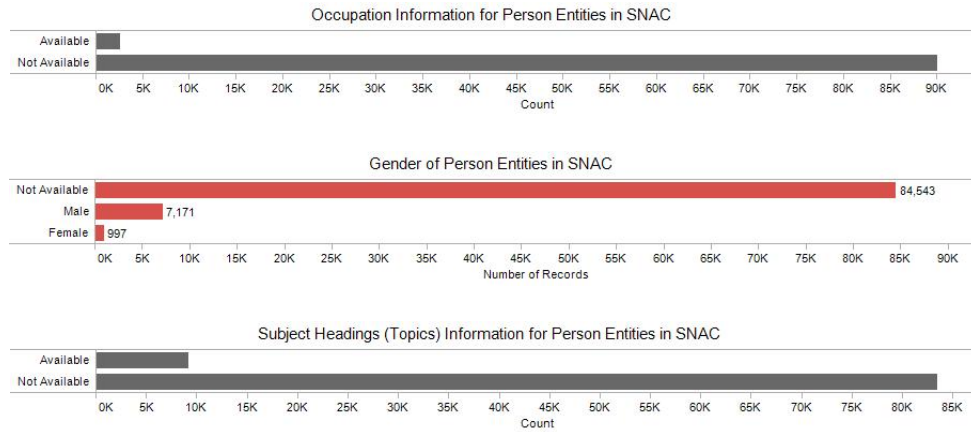 Occupation Information for Person Entities in SNAC
Available
Not Available
0K 5K 10K 15K 20K 25K 30K 35K 40K 45K 50K 55K 60K 65K 70K 75K 80K 85K 90K
Count
Gender of Person Entities in SNAC
Not Available 84,543
Male 7,171
Female 997
0K 5K 10K 15K 20K 25K 30K 35K 40K 45K 50K 55K 60K 65K 70K 75K 80K 85K 90K
Number of Records
Subject Headings (Topics) Information for Person Entities in SNAC
Available
Not Available
0K 5K 10K 15K 20K 25K 30K 35K 40K 45K 50K 55K 60K 65K 70K 75K 80K 85K
Count